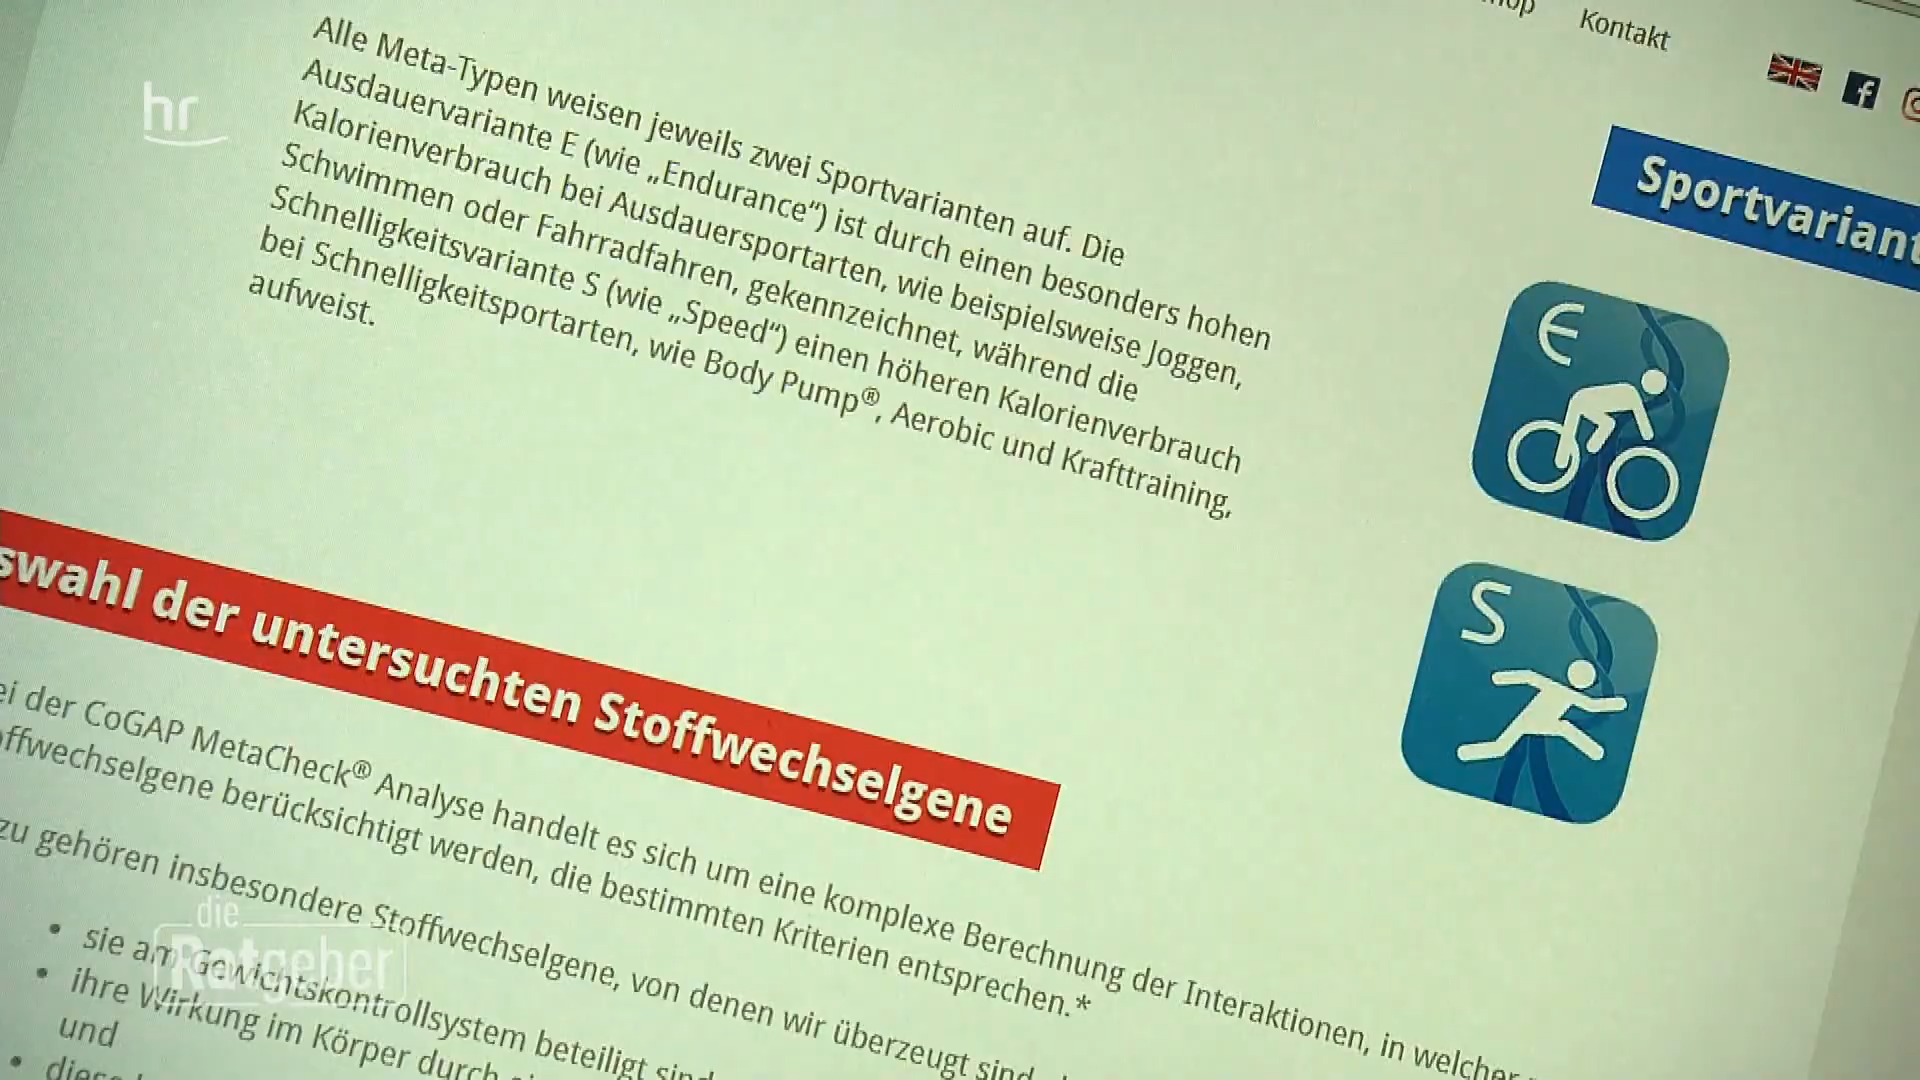 Kontakt
hr
Sportvariant
Alle Meta-Typen weisen jeweils zwei Sportvarianten auf. Die
Ausdauervariante E (wie „Endurance“) ist durch einen besonders hohen
Kalorienverbrauch bei Ausdauersportarten, wie beispielsweise Joggen,
Schwimmen oder Fahrradfahren, gekennzeichnet, während die
Schnelligkeitsvariante S (wie „Speed“) einen höheren Kalorienverbrauch
bei Schnelligkeitsportarten, wie Body Pump®, Aerobic und Krafttraining,
aufweist.
E
S
swahl der untersuchten Stoffwechselgene
ei der CoGAP MetaCheck® Analyse handelt es sich um eine komplexe Berechnung der Interaktionen, in welcher
offwechselgene berücksichtigt werden, die bestimmten Kriterien entsprechen.*
zu gehören insbesondere Stoffwechselgene, von denen wir überzeugt sind
• sie am Gewichtskontrollsystem beteiligt sind
• ihre Wirkung im Körper durch
und
die
Ratgeber